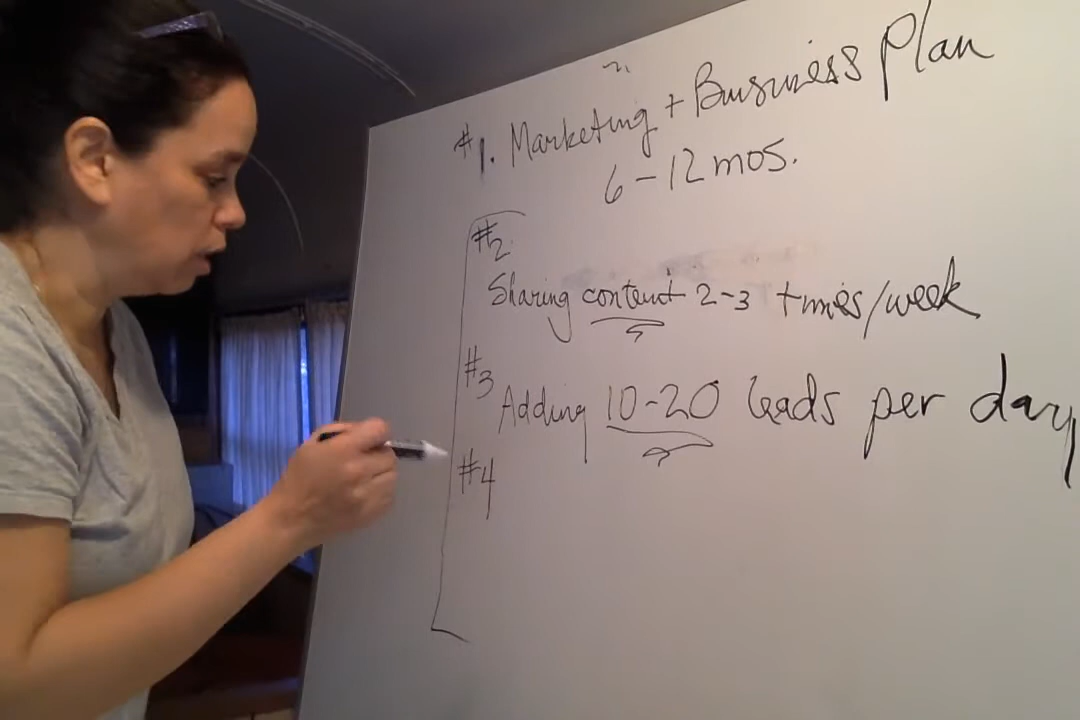 #1. Marketing + Business Plan
6-12 mos.
#2
Sharing content 2-3 times/week
#3
Adding 10-20 leads per day
#4